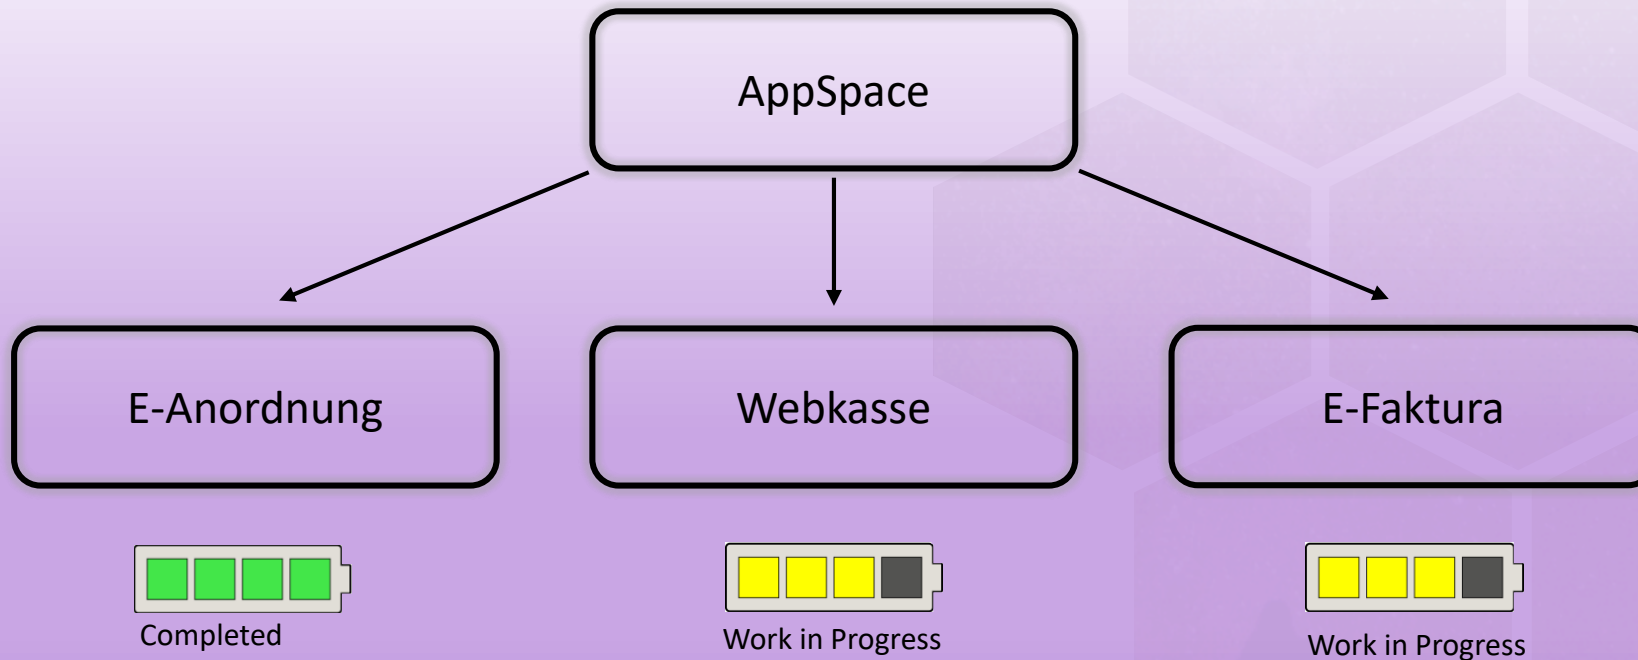 AppSpace
E-Anordnung
Webkasse
E-Faktura
Completed
Work in Progress
Work in Progress